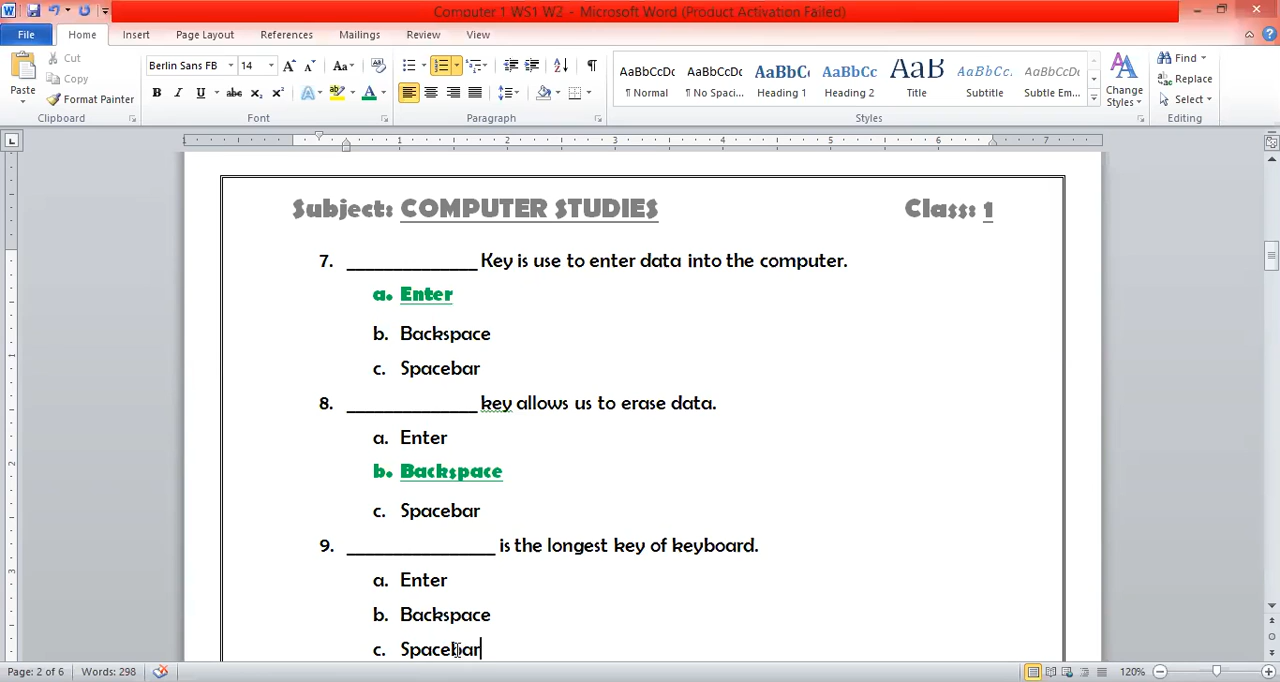 Computer 1 WS1 W2 - Microsoft Word (Product Activation Failed)
File Home Insert Page Layout References Mailings Review View
Paste
Cut
Copy
Format Painter
Clipboard
Berlin Sans FB 14
Font
Paragraph
AaBbCcDc AaBbCcDc AaBbC AaBbCc AaB AaBbCc. AaBbCcDc
¶ Normal ¶ No Spaci... Heading 1 Heading 2 Title Subtitle Subtle Em...
Styles
Change Styles
Find
Replace
Select
Editing
Subject: COMPUTER STUDIES Class: 1
7. ______________ Key is use to enter data into the computer.
a. Enter
b. Backspace
c. Spacebar
8. ______________ key allows us to erase data.
a. Enter
b. Backspace
c. Spacebar
9. ________________ is the longest key of keyboard.
a. Enter
b. Backspace
c. Spacebar
Page: 2 of 6 Words: 298 120%